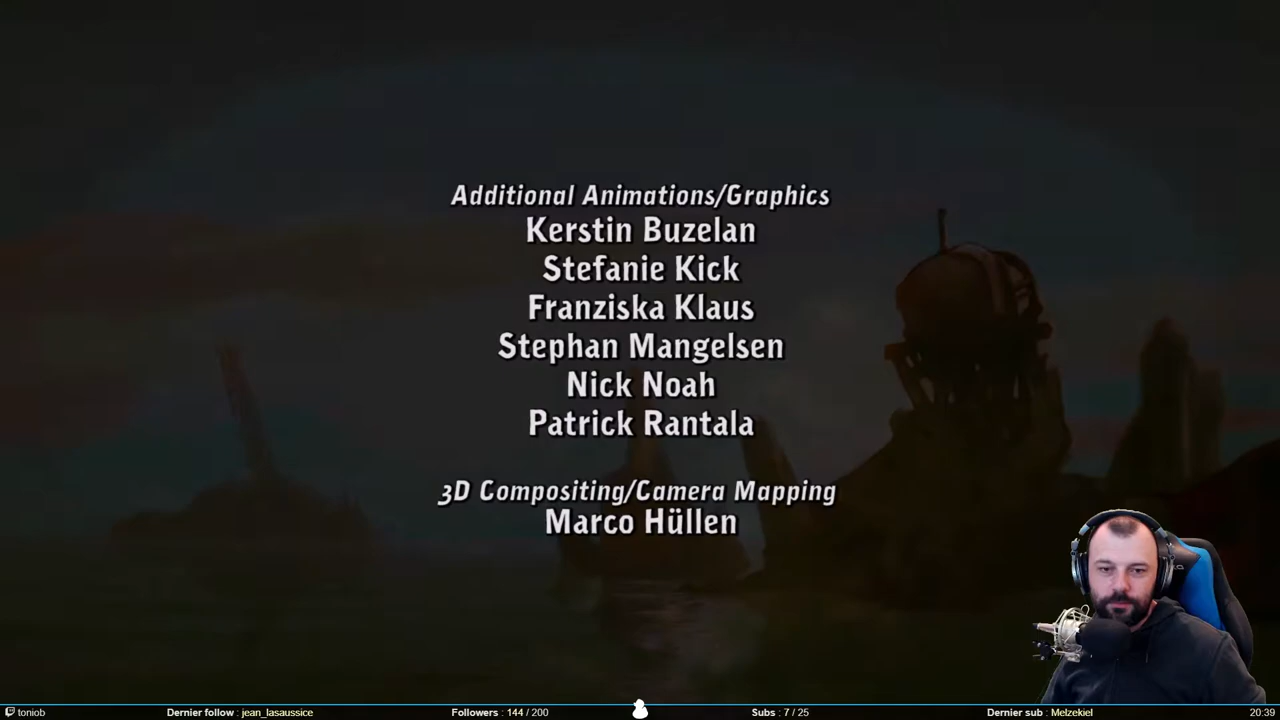 Additional Animations/Graphics
Kerstin Buzelan
Stefanie Kick
Franziska Klaus
Stephan Mangelsen
Nick Noah
Patrick Rantala
3D Compositing/Camera Mapping
Marco Hüllen
toniob
Dernier follow : jean_lasaussice
Followers : 144 / 200
Subs : 7 / 25
Dernier sub : Melzekiel
20:39